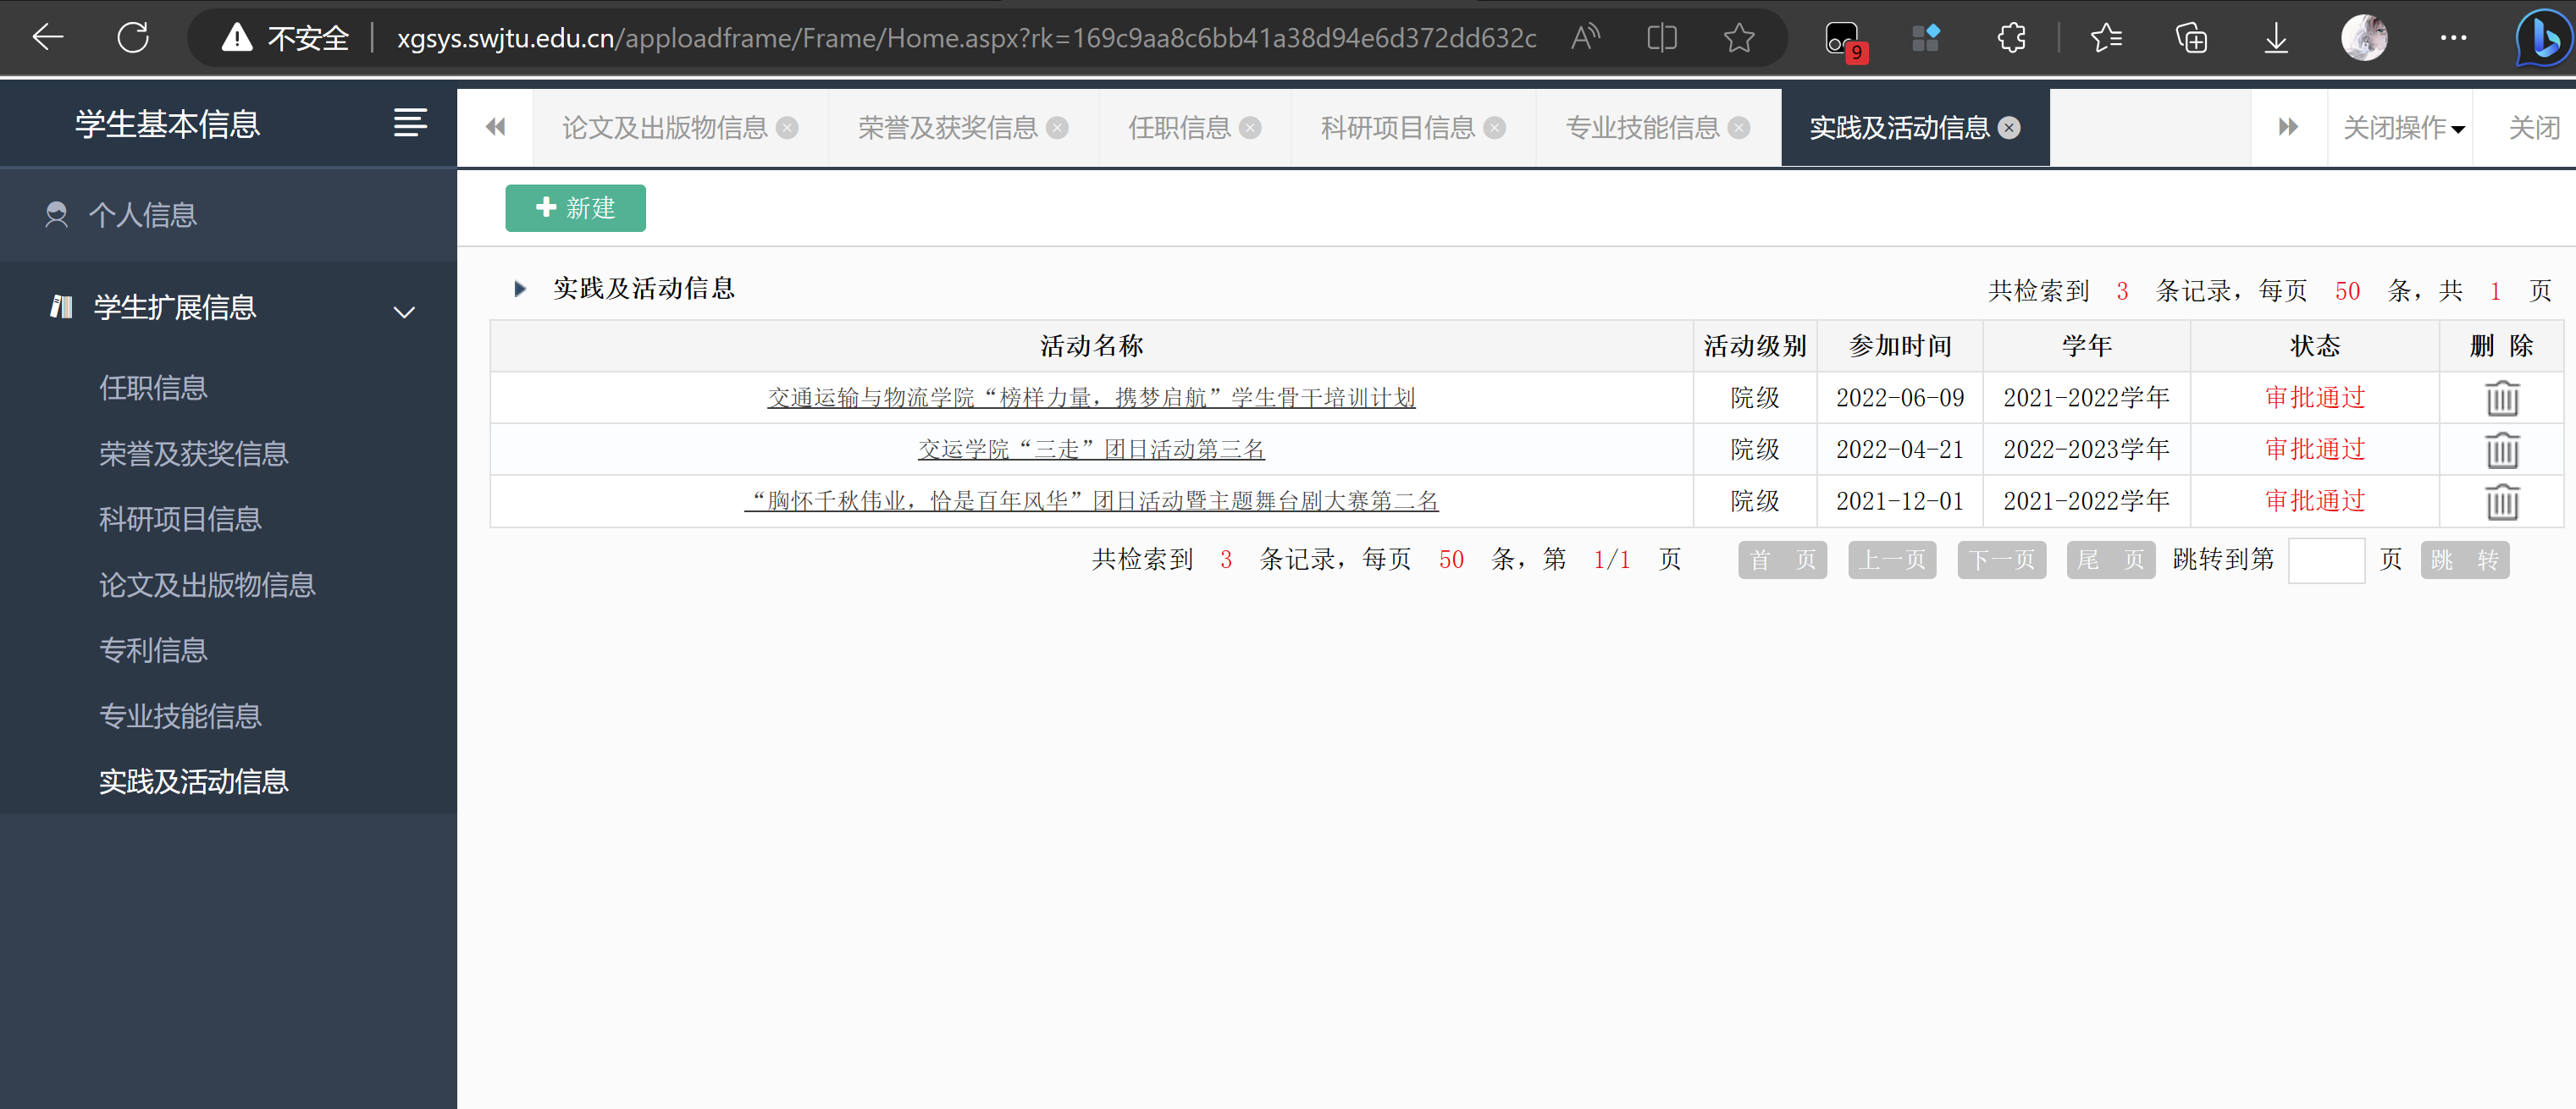 不安全 xgsys.swjtu.edu.cn/apploadframe/Frame/Home.aspx?rk=169c9aa8c6bb41a38d94e6d372dd632c A 9
学生基本信息
论文及出版物信息 荣誉及获奖信息 任职信息 科研项目信息 专业技能信息 实践及活动信息 关闭操作 关闭
个人信息
学生扩展信息
任职信息
荣誉及获奖信息
科研项目信息
论文及出版物信息
专利信息
专业技能信息
实践及活动信息
新建
实践及活动信息 共检索到 3 条记录，每页 50 条，共 1 页
活动名称 活动级别 参加时间 学年 状态 删 除
交通运输与物流学院“榜样力量，携梦启航”学生骨干培训计划 院级 2022-06-09 2021-2022学年 审批通过
交运学院“三走”团日活动第三名 院级 2022-04-21 2022-2023学年 审批通过
“胸怀千秋伟业，恰是百年风华”团日活动暨主题舞台剧大赛第二名 院级 2021-12-01 2021-2022学年 审批通过
共检索到 3 条记录，每页 50 条，第 1/1 页 首 页 上一页 下一页 尾 页 跳转到第 页 跳 转